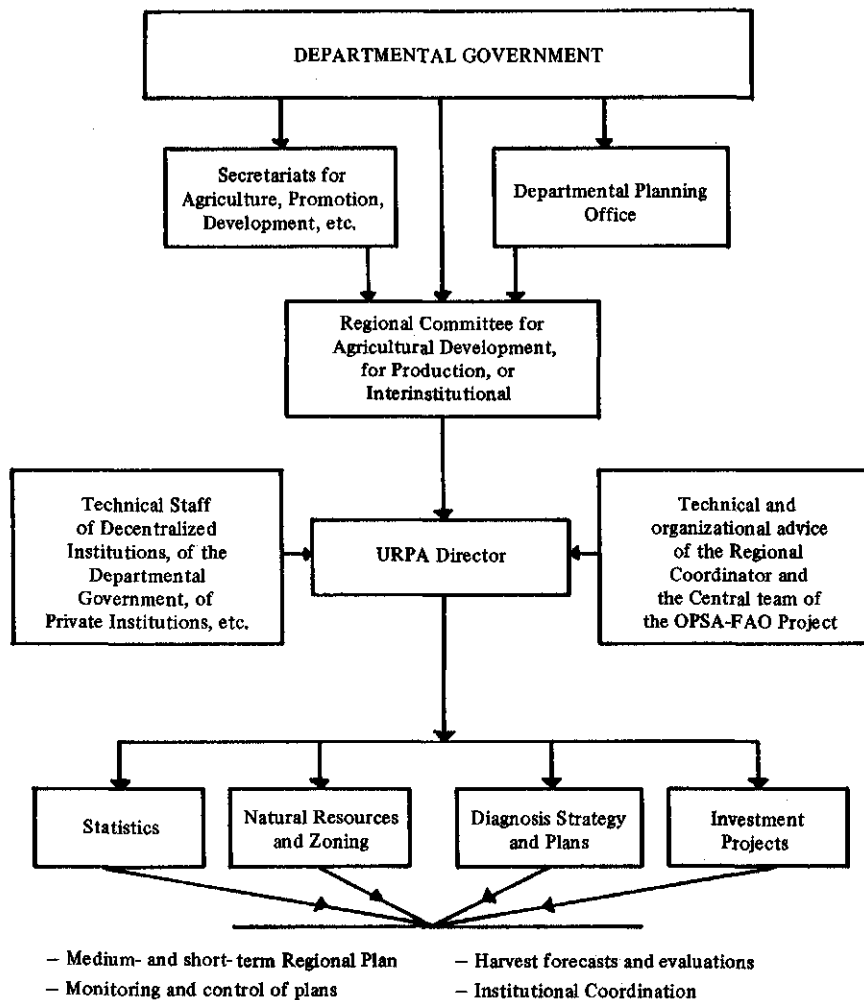 DEPARTMENTAL GOVERNMENT
Secretariats for
Agriculture, Promotion,
Development, etc.
Departmental Planning
Office
Regional Committee for
Agricultural Development,
for Production, or
Interinstitutional
Technical Staff
of Decentralized
Institutions, of the
Departmental
Government, of
Private Institutions, etc.
URPA Director
Technical and
organizational advice
of the Regional
Coordinator and
the Central team of
the OPSA-FAO Project
Statistics
Natural Resources
and Zoning
Diagnosis Strategy
and Plans
Investment
Projects
– Medium- and short-term Regional Plan
– Monitoring and control of plans
– Harvest forecasts and evaluations
– Institutional Coordination